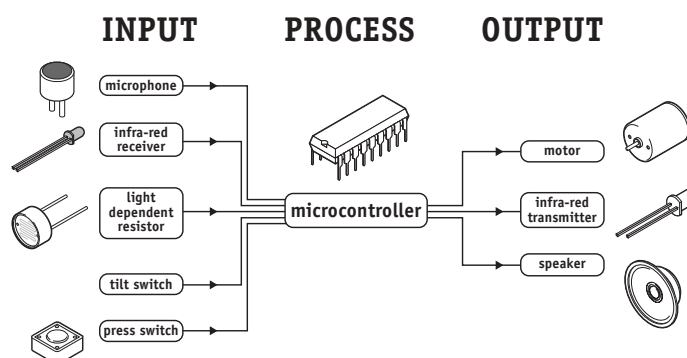 INPUT
PROCESS
OUTPUT
microphone
infra-red
receiver
light
dependent
resistor
tilt switch
press switch
microcontroller
motor
infra-red
transmitter
speaker